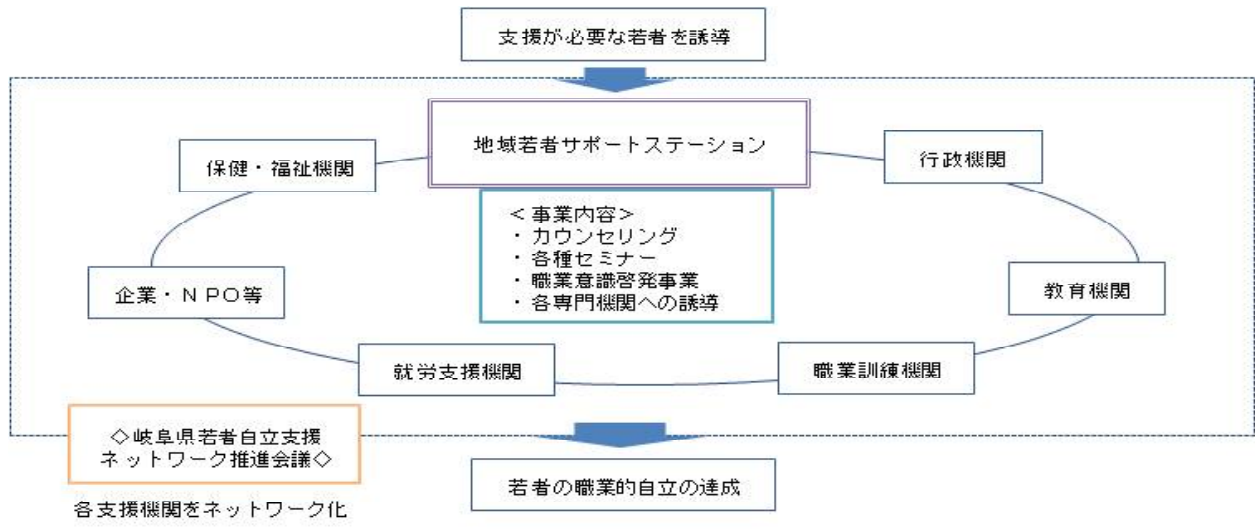 支援が必要な若者を誘導
地域若者サポートステーション
保健・福祉機関
行政機関
＜事業内容＞
・カウンセリング
・各種セミナー
・職業意識啓発事業
・各専門機関への誘導
企業・ＮＰＯ等
教育機関
就労支援機関
職業訓練機関
◇岐阜県若者自立支援
ネットワーク推進会議◇
若者の職業的自立の達成
各支援機関をネットワーク化